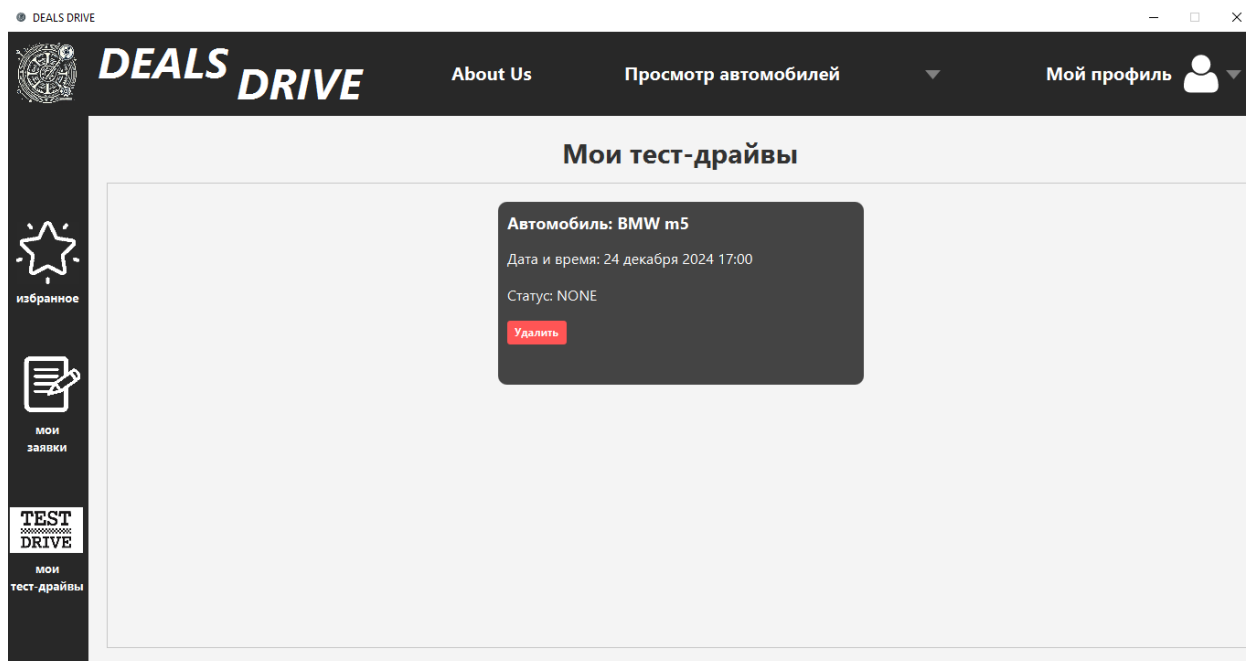 DEALS DRIVE
DEALS DRIVE
About Us
Просмотр автомобилей
Мой профиль
Мои тест-драйвы
избранное
мои
заявки
TEST
DRIVE
мои
тест-драйвы
Автомобиль: BMW m5
Дата и время: 24 декабря 2024 17:00
Статус: NONE
Удалить